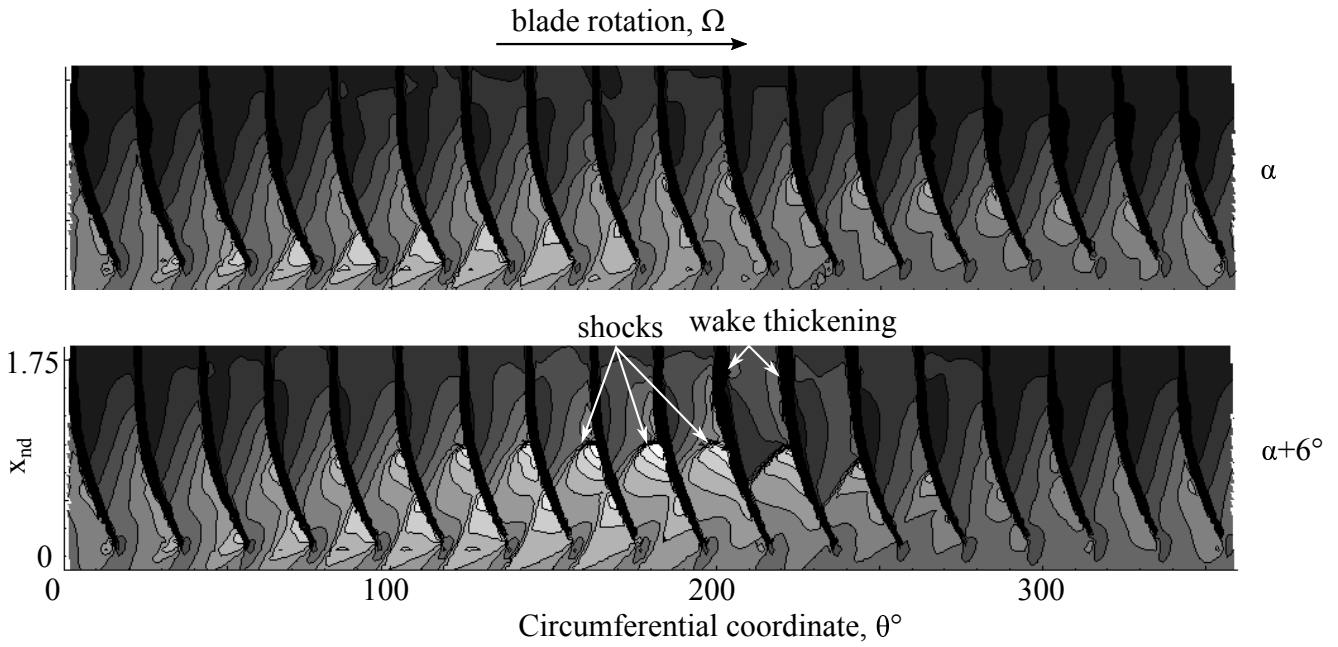 blade rotation, Ω
α
shocks
wake thickening
1.75
x_nd
α+6°
0
0
100
200
300
Circumferential coordinate, θ°